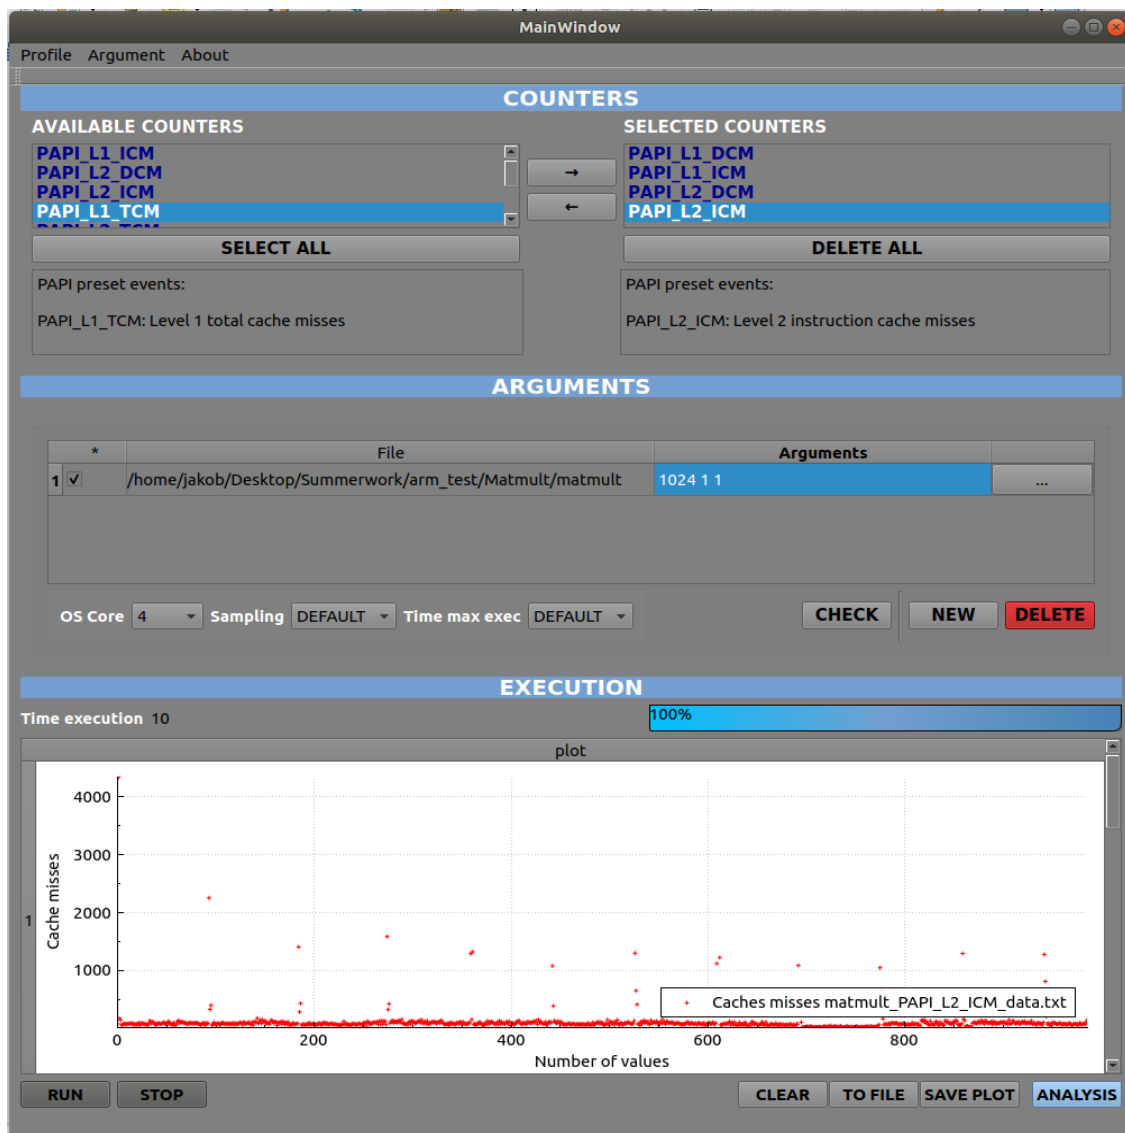 MainWindow
Profile Argument About
COUNTERS
AVAILABLE COUNTERS
SELECTED COUNTERS
PAPI_L1_ICM
PAPI_L2_DCM
PAPI_L2_ICM
PAPI_L1_TCM
PAPI_L2_TCM
→
←
PAPI_L1_DCM
PAPI_L1_ICM
PAPI_L2_DCM
PAPI_L2_ICM
SELECT ALL
DELETE ALL
PAPI preset events:
PAPI_L1_TCM: Level 1 total cache misses
PAPI preset events:
PAPI_L2_ICM: Level 2 instruction cache misses
ARGUMENTS
* File Arguments
1 /home/jakob/Desktop/Summerwork/arm_test/Matmult/matmult 1024 1 1 ...
OS Core 4 Sampling DEFAULT Time max exec DEFAULT CHECK NEW DELETE
EXECUTION
Time execution 10 100%
plot
1
Cache misses
4000
3000
2000
1000
Caches misses matmult_PAPI_L2_ICM_data.txt
0 200 400 600 800
Number of values
RUN STOP CLEAR TO FILE SAVE PLOT ANALYSIS